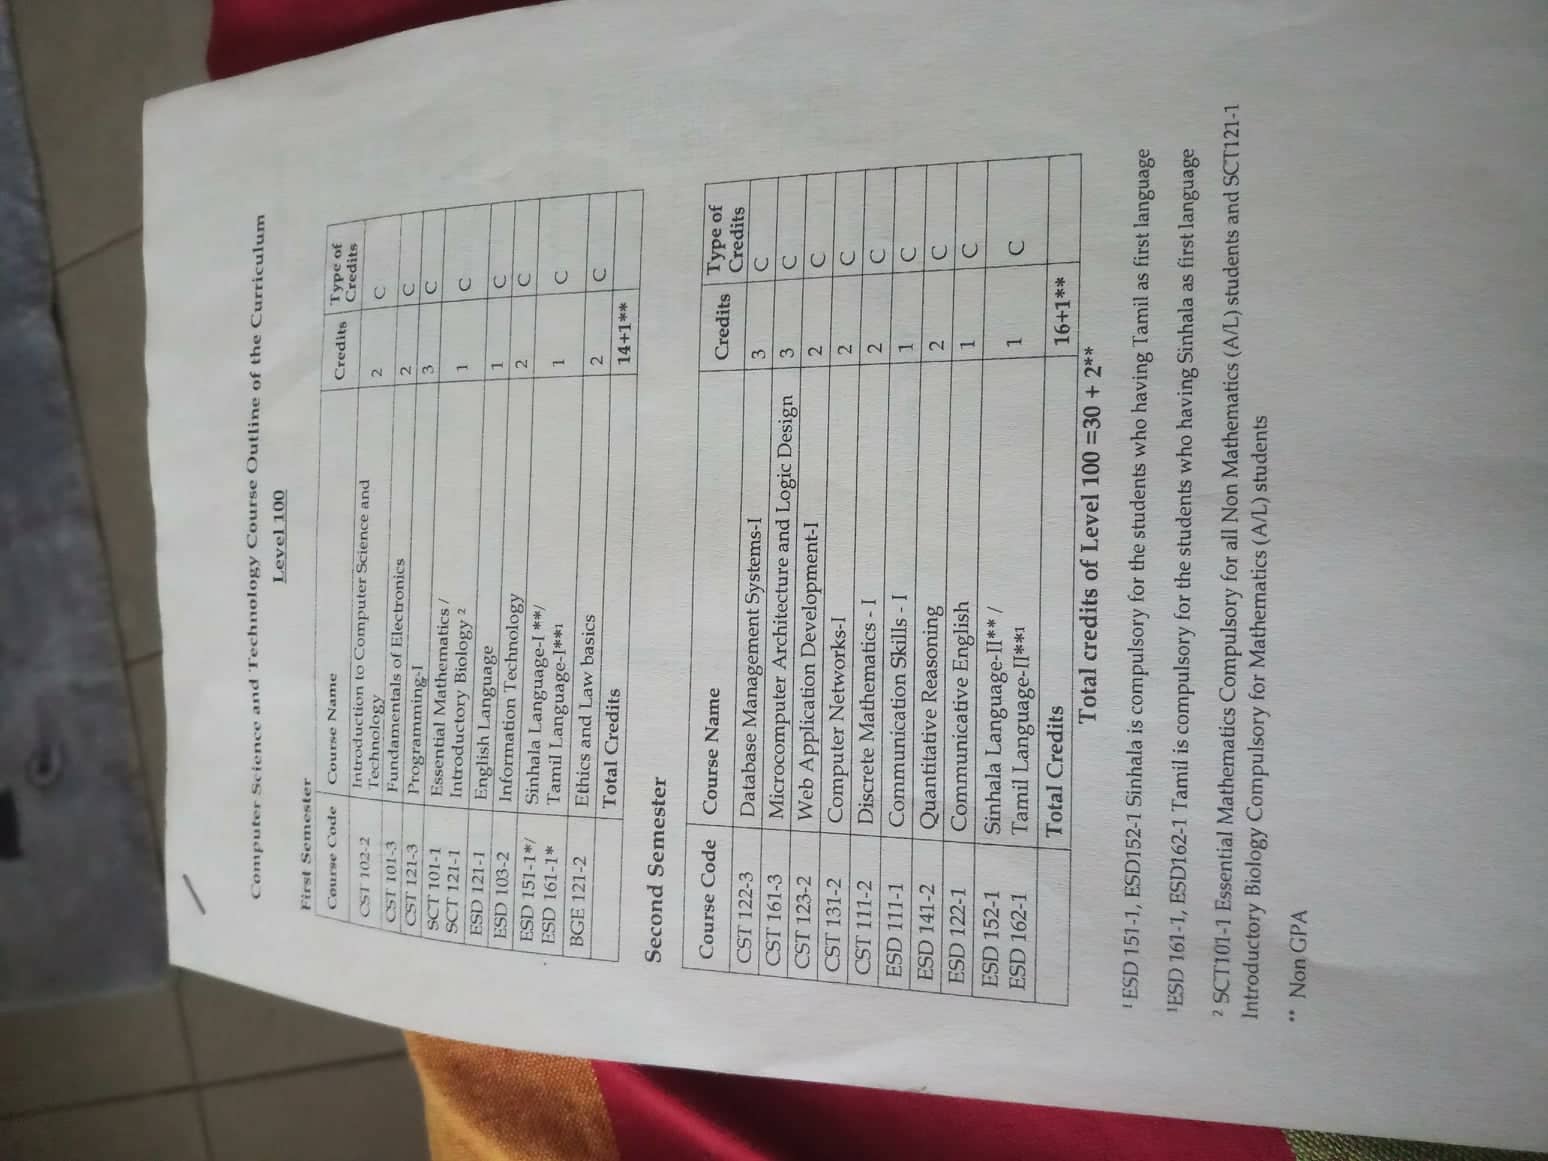 Computer Science and Technology Course Outline of the Curriculum
Level 100
First Semester
Course Code Course Name Credits Type of Credits
CST 102-2 Introduction to Computer Science and Technology 2 C
CST 101-3 Fundamentals of Electronics 2 C
CST 121-3 Programming-I 3 C
SCT 101-1 Essential Mathematics /
SCT 121-1 Introductory Biology ² 1 C
ESD 121-1 English Language 1 C
ESD 103-2 Information Technology 2 C
ESD 151-1*/ Sinhala Language-I **/
ESD 161-1* Tamil Language-I**¹ 1 C
BGE 121-2 Ethics and Law basics 2 C
Total Credits 14+1**
Second Semester
Course Code Course Name Credits Type of Credits
CST 122-3 Database Management Systems-I 3 C
CST 161-3 Microcomputer Architecture and Logic Design 3 C
CST 123-2 Web Application Development-I 2 C
CST 131-2 Computer Networks-I 2 C
CST 111-2 Discrete Mathematics - I 2 C
ESD 111-1 Communication Skills - I 1 C
ESD 141-2 Quantitative Reasoning 2 C
ESD 122-1 Communicative English 1 C
ESD 152-1 Sinhala Language-II** /
ESD 162-1 Tamil Language-II**¹ 1 C
Total Credits 16+1**
Total credits of Level 100 =30 + 2**
¹ ESD 151-1, ESD152-1 Sinhala is compulsory for the students who having Tamil as first language
¹ESD 161-1, ESD162-1 Tamil is compulsory for the students who having Sinhala as first language
² SCT101-1 Essential Mathematics Compulsory for all Non Mathematics (A/L) students and SCT121-1
Introductory Biology Compulsory for Mathematics (A/L) students
** Non GPA